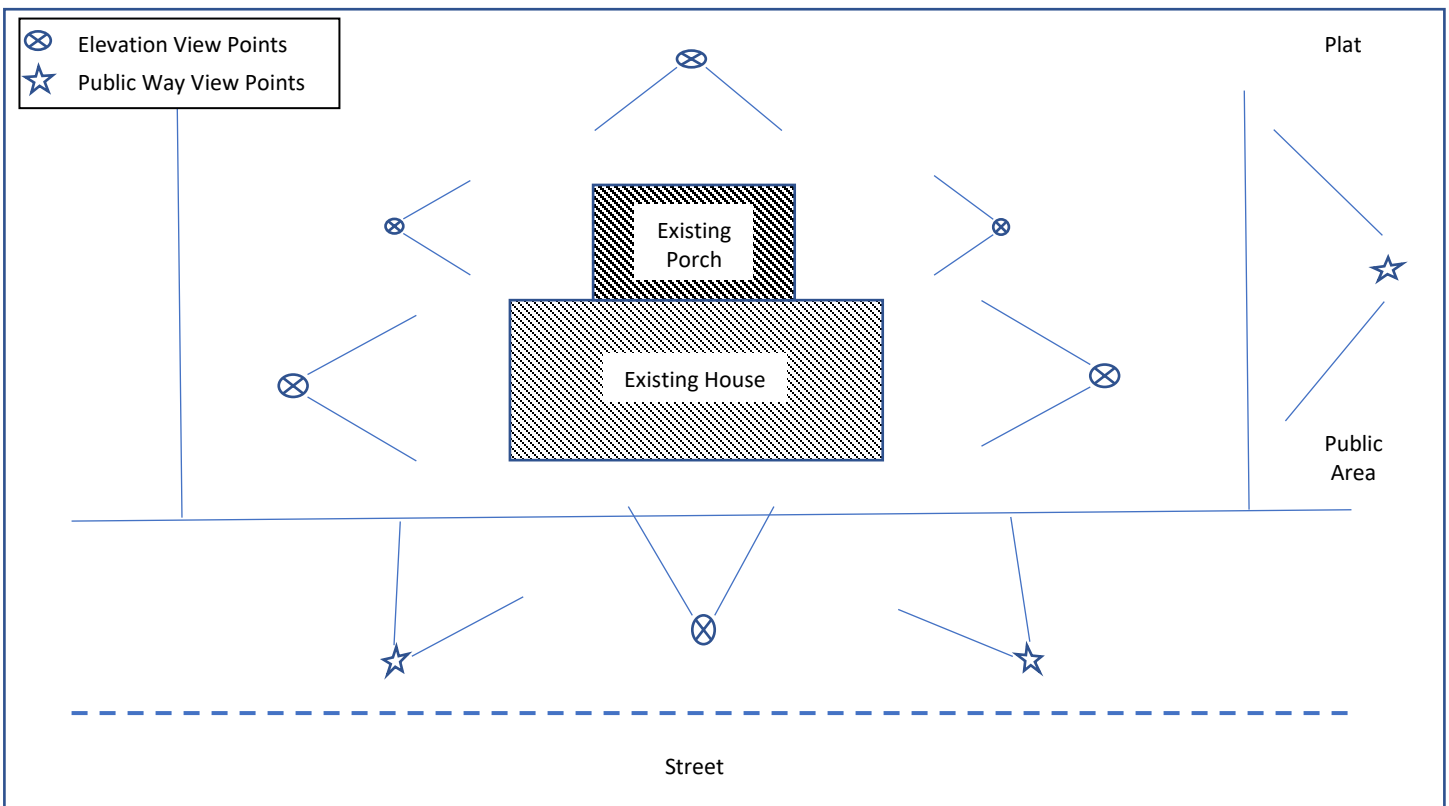 Elevation View Points
Public Way View Points
Plat
Existing
Porch
Existing House
Public
Area
Street